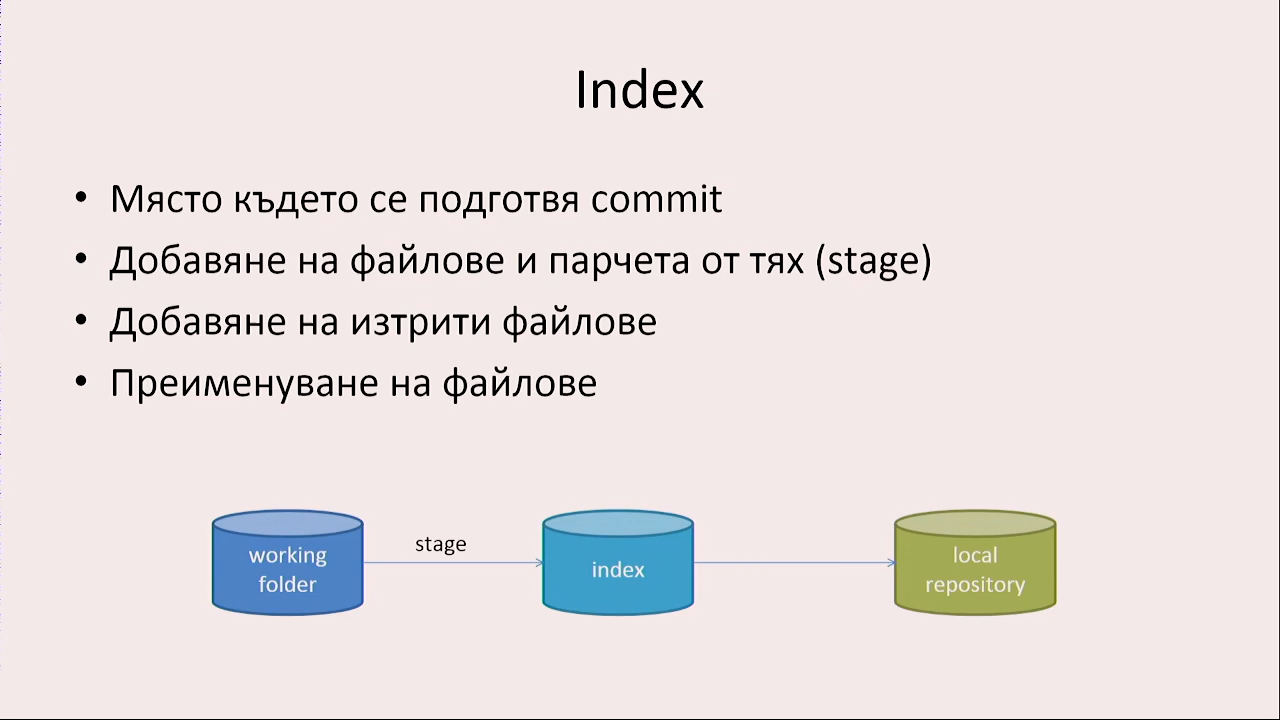 Index
• Място където се подготвя commit
• Добавяне на файлове и парчета от тях (stage)
• Добавяне на изтрити файлове
• Преименуване на файлове
stage
working
folder
index
local
repository